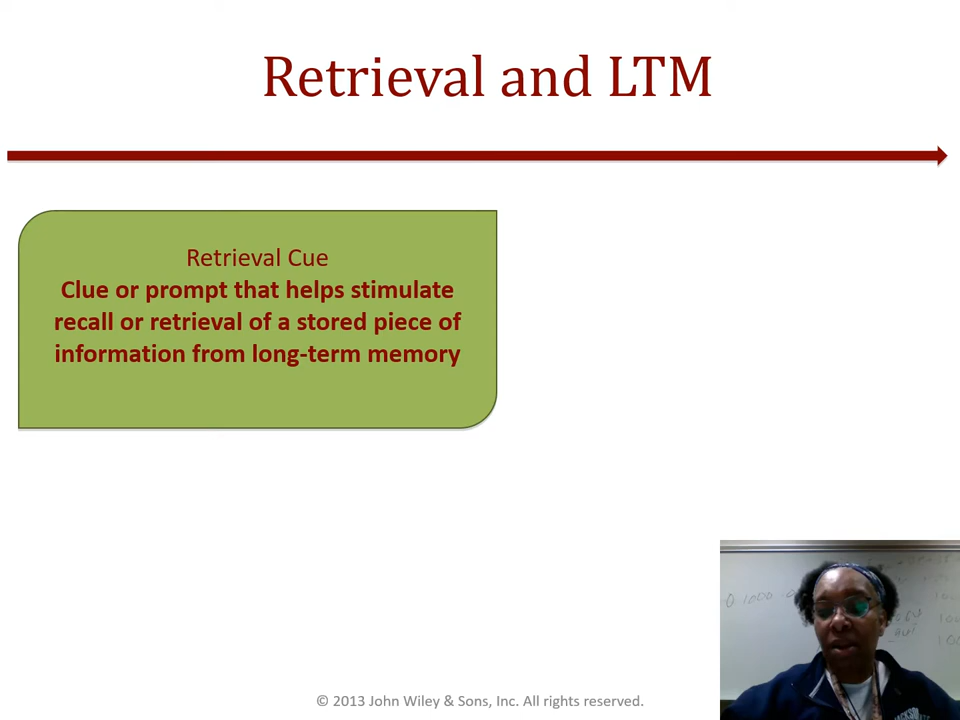 Retrieval and LTM
Retrieval Cue
Clue or prompt that helps stimulate
recall or retrieval of a stored piece of
information from long-term memory
© 2013 John Wiley & Sons, Inc. All rights reserved.
1000